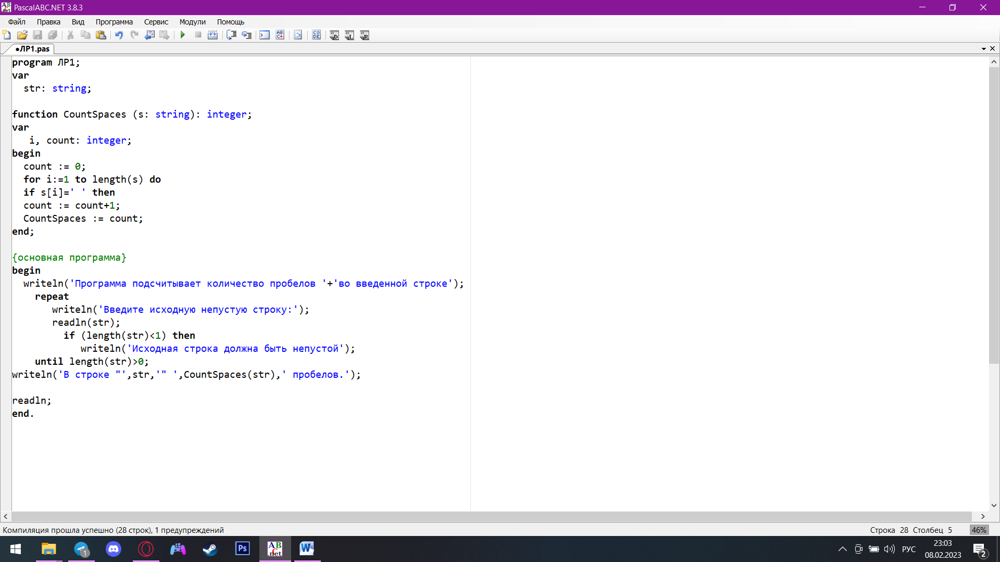 PascalABC.NET 3.8.3
Файл Правка Вид Программа Сервис Модули Помощь
•ЛР1.pas
program ЛР1;
var
  str: string;

function CountSpaces (s: string): integer;
var
   i, count: integer;
begin
  count := 0;
  for i:=1 to length(s) do
  if s[i]=' ' then
  count := count+1;
  CountSpaces := count;
end;

{основная программа}
begin
  writeln('Программа подсчитывает количество пробелов '+'во введенной строке');
    repeat
       writeln('Введите исходную непустую строку:');
       readln(str);
         if (length(str)<1) then
            writeln('Исходная строка должна быть непустой');
    until length(str)>0;
writeln('В строке "',str,'" ',CountSpaces(str),' пробелов.');

readln;
end.
Компиляция прошла успешно (28 строк), 1 предупреждений
Строка 28 Столбец 5 46%
1
Ps
ABC.net
W
РУС
23:03
08.02.2023
2